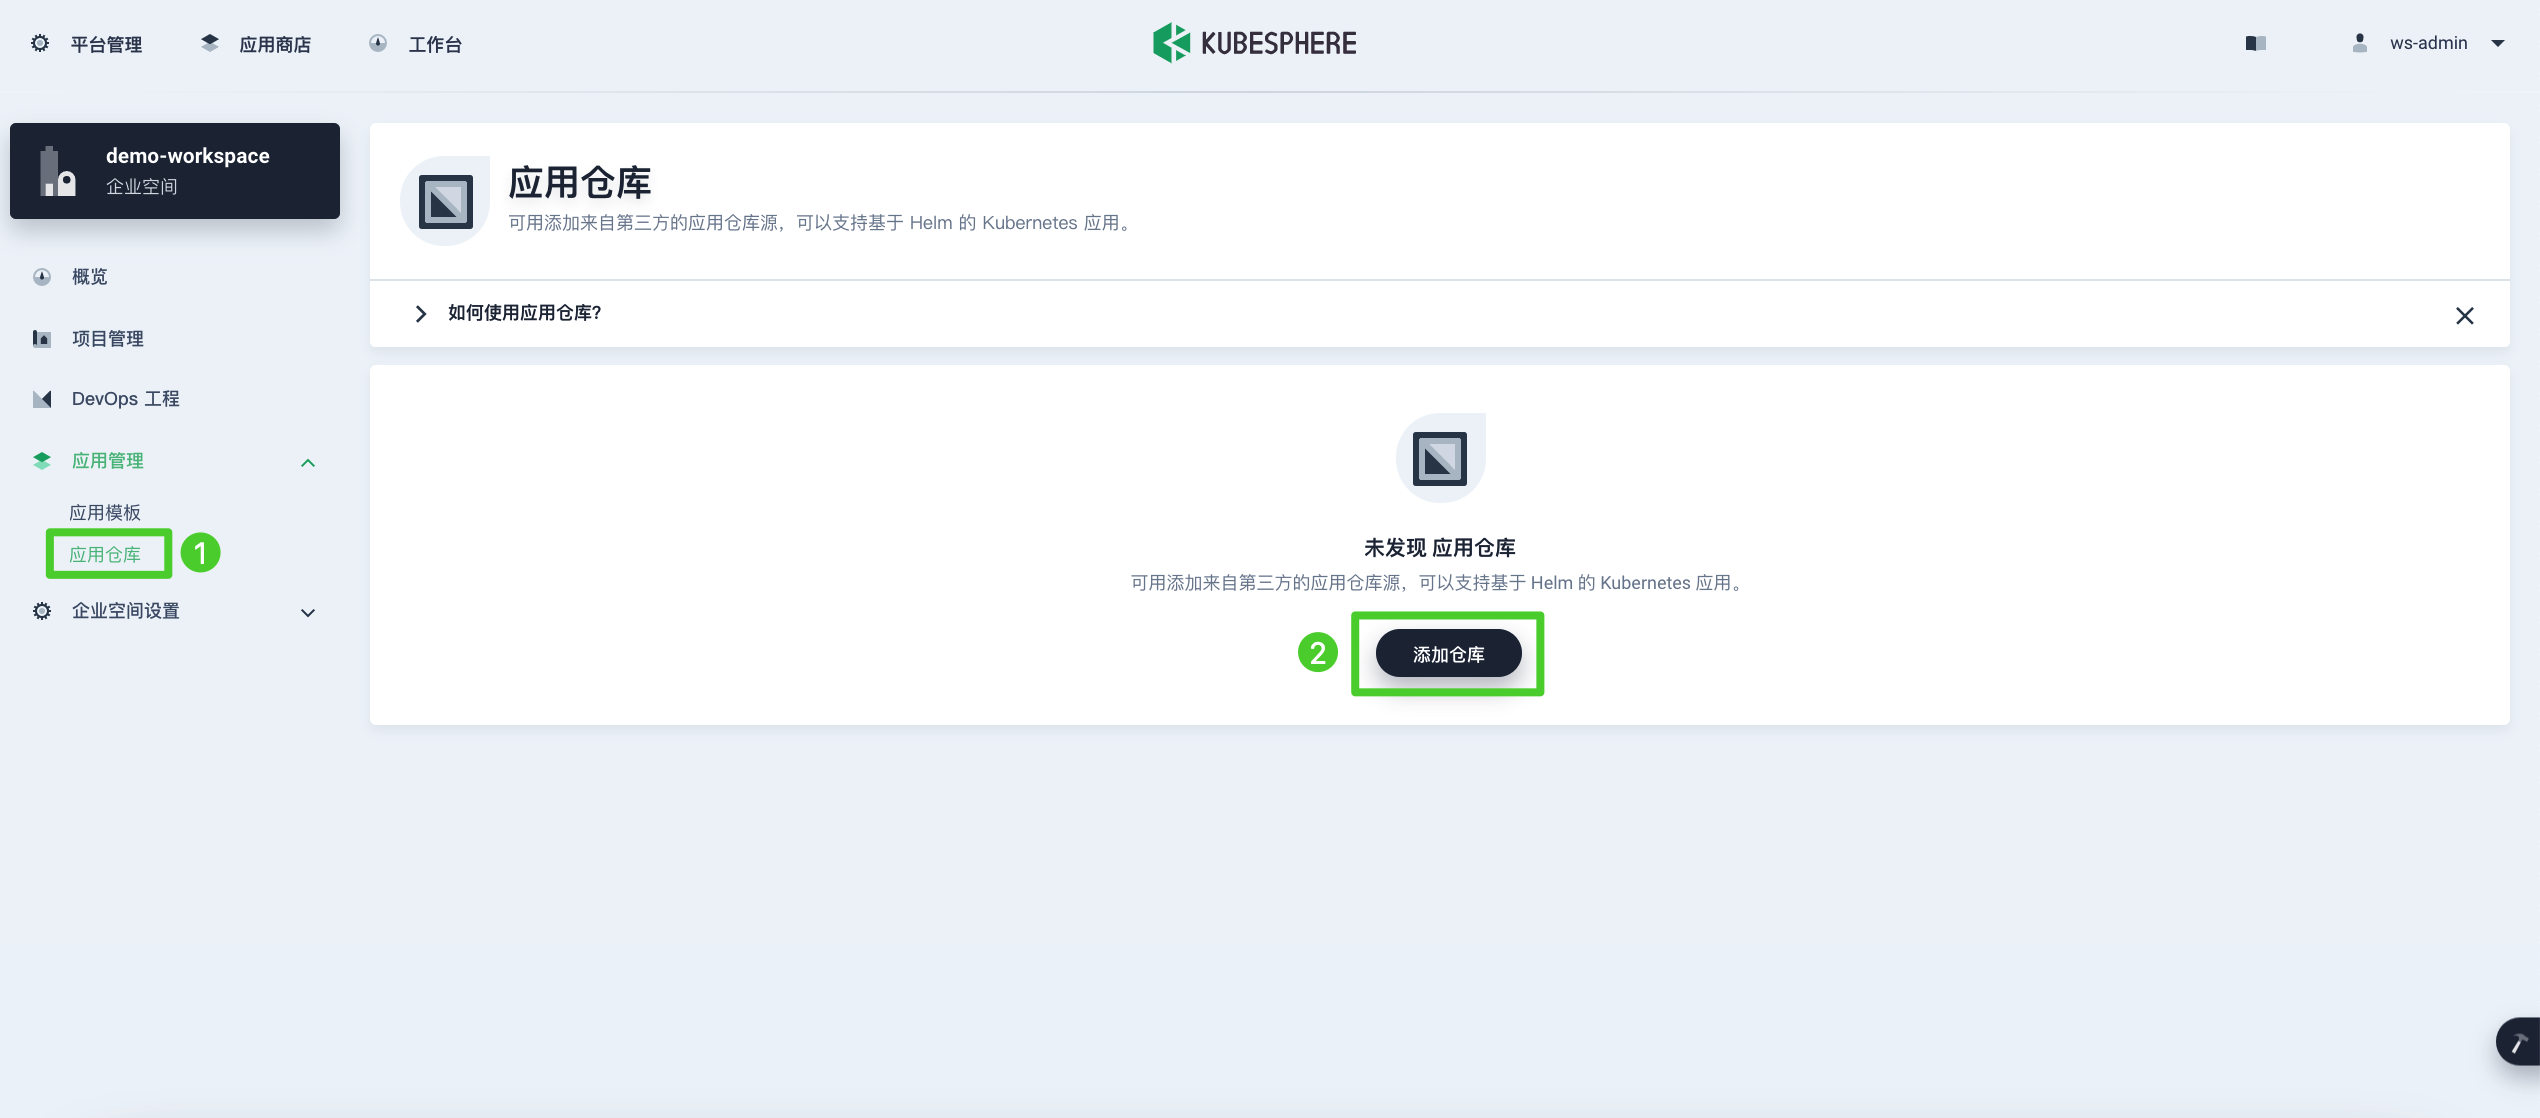 平台管理
应用商店
工作台
KUBESPHERE
ws-admin
demo-workspace
企业空间
概览
项目管理
DevOps 工程
应用管理
应用模板
应用仓库
1
企业空间设置
应用仓库
可用添加来自第三方的应用仓库源，可以支持基于 Helm 的 Kubernetes 应用。
如何使用应用仓库?
未发现 应用仓库
可用添加来自第三方的应用仓库源，可以支持基于 Helm 的 Kubernetes 应用。
2
添加仓库